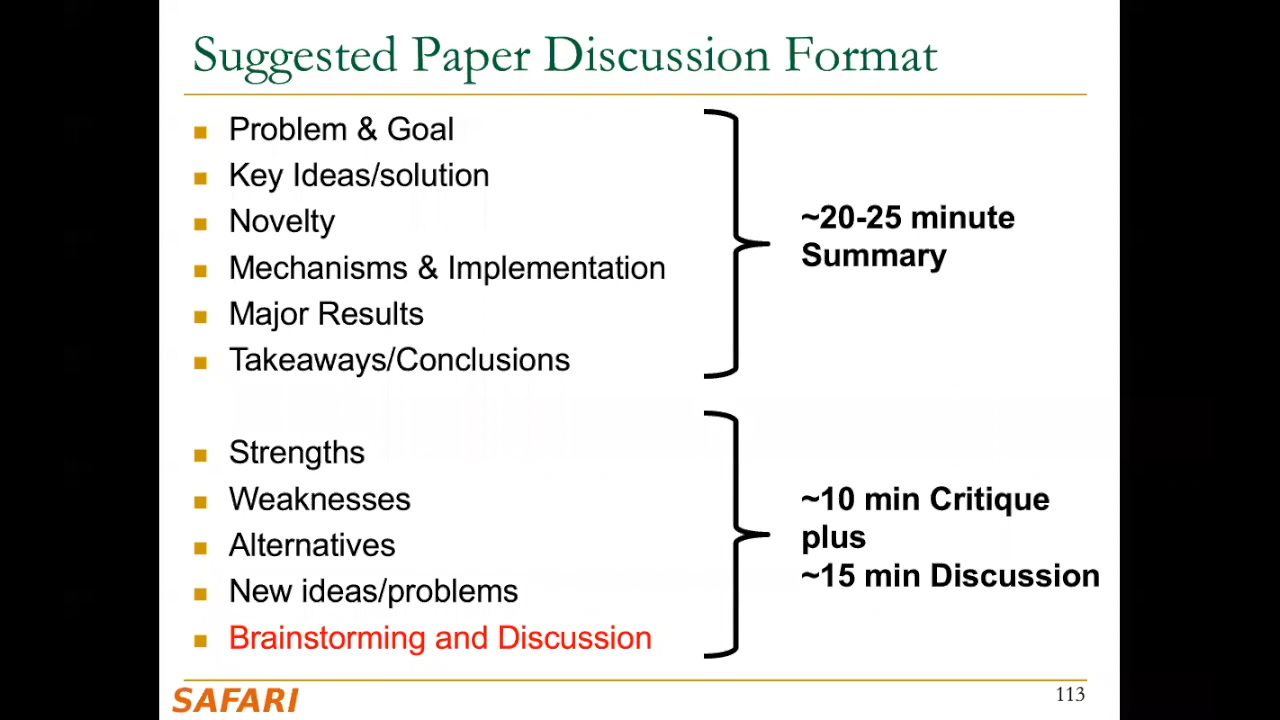 Suggested Paper Discussion Format
Problem & Goal
Key Ideas/solution
Novelty
Mechanisms & Implementation
Major Results
Takeaways/Conclusions
~20-25 minute
Summary
Strengths
Weaknesses
Alternatives
New ideas/problems
Brainstorming and Discussion
~10 min Critique
plus
~15 min Discussion
SAFARI
113